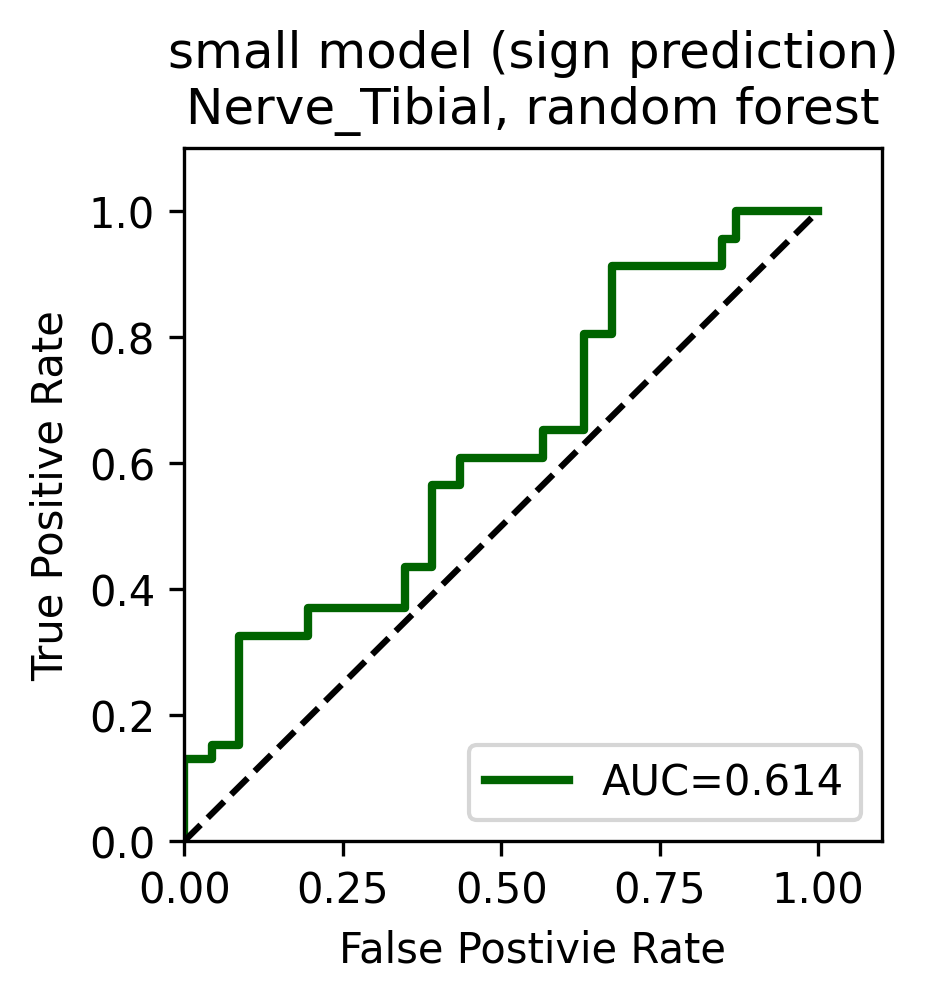 small model (sign prediction)
Nerve_Tibial, random forest
1.0
0.8
0.6
0.4
0.2
0.0
True Positive Rate
AUC=0.614
0.00 0.25 0.50 0.75 1.00
False Postivie Rate